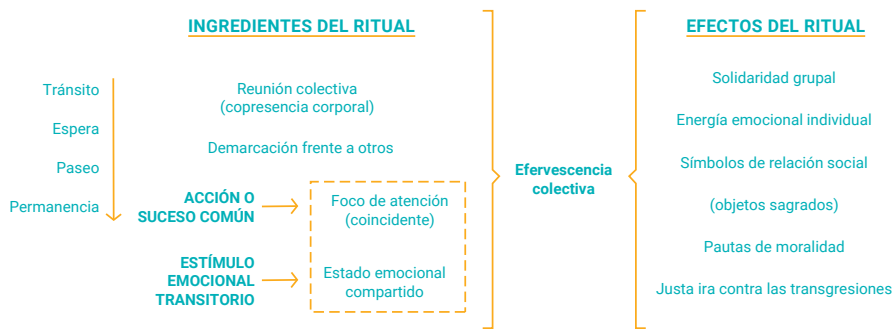 INGREDIENTES DEL RITUAL
Tránsito
Espera
Paseo
Permanencia
Reunión colectiva
(copresencia corporal)
Demarcación frente a otros
ACCIÓN O
SUCESO COMÚN
Foco de atención
(coincidente)
ESTÍMULO
EMOCIONAL
TRANSITORIO
Estado emocional
compartido
Efervescencia
colectiva
EFECTOS DEL RITUAL
Solidaridad grupal
Energía emocional individual
Símbolos de relación social
(objetos sagrados)
Pautas de moralidad
Justa ira contra las transgresiones